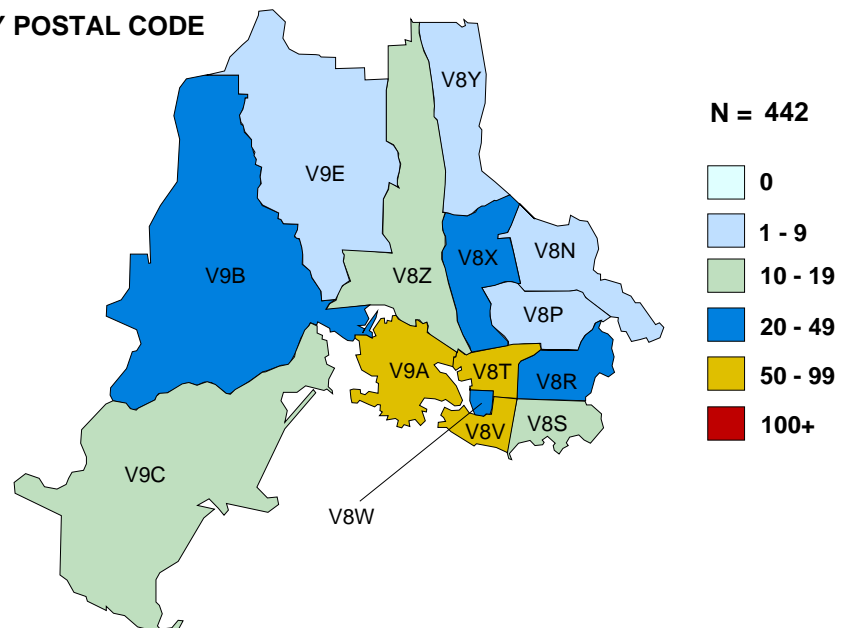 Y POSTAL CODE
V8Y
N = 442
V9E
0
1 - 9
V8N
V9B
V8Z
V8X
10 - 19
V8P
20 - 49
V9A
V8T
V8R
50 - 99
V8V
V8S
100+
V9C
V8W